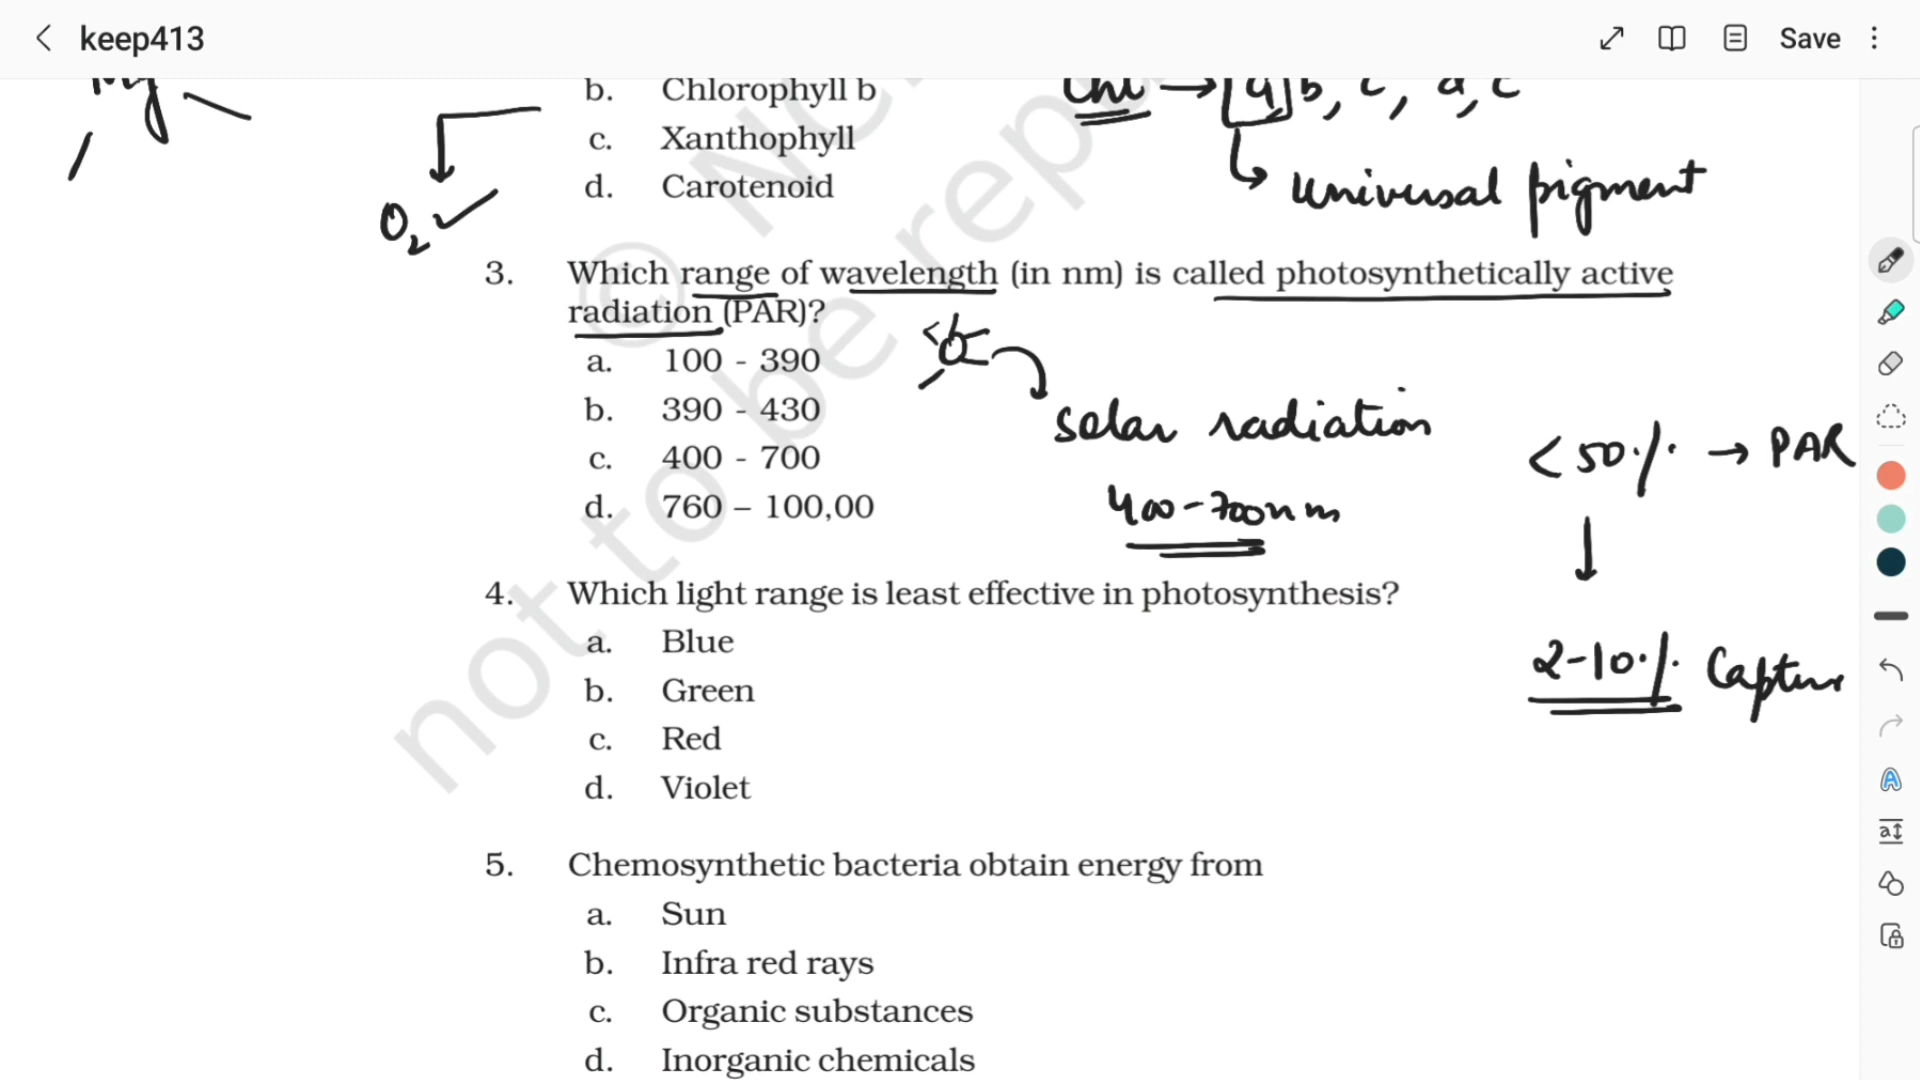 keep413
Save
b. Chlorophyll b
c. Xanthophyll
d. Carotenoid
O2
universal pigment
3. Which range of wavelength (in nm) is called photosynthetically active
radiation (PAR)?
a. 100 - 390
b. 390 - 430
c. 400 - 700
d. 760 – 100,00
solar radiation
400-700nm
<50% → PAR
2-10% Capture
4. Which light range is least effective in photosynthesis?
a. Blue
b. Green
c. Red
d. Violet
5. Chemosynthetic bacteria obtain energy from
a. Sun
b. Infra red rays
c. Organic substances
d. Inorganic chemicals
not to be